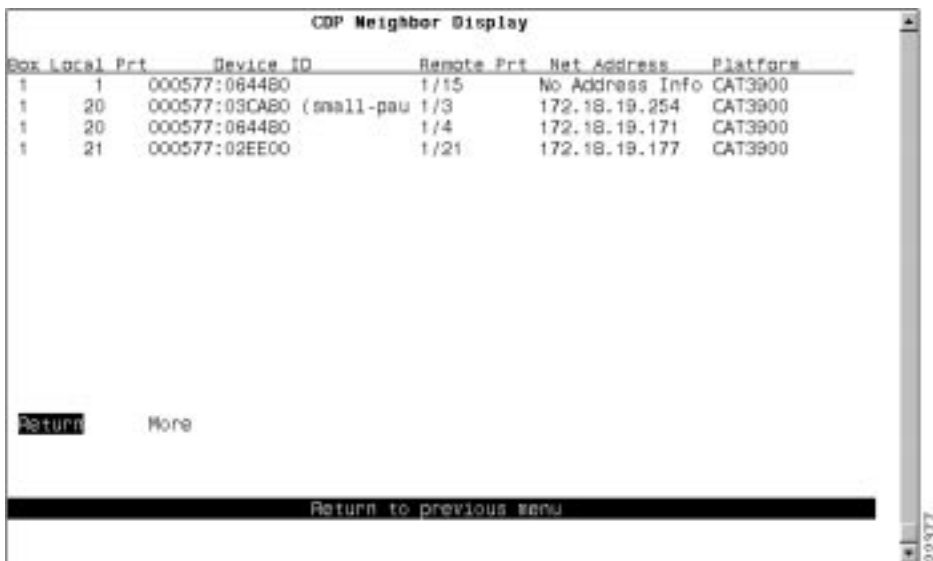 CDP Neighbor Display
Box Local Prt Device ID Remote Prt Net Address Platform
1 1 000577:0644B0 1/15 No Address Info CAT3900
1 20 000577:03CAB0 (small-pau 1/3 172.18.19.254 CAT3900
1 20 000577:0644B0 1/4 172.18.19.171 CAT3900
1 21 000577:02EE00 1/21 172.18.19.177 CAT3900
Return More
Return to previous menu